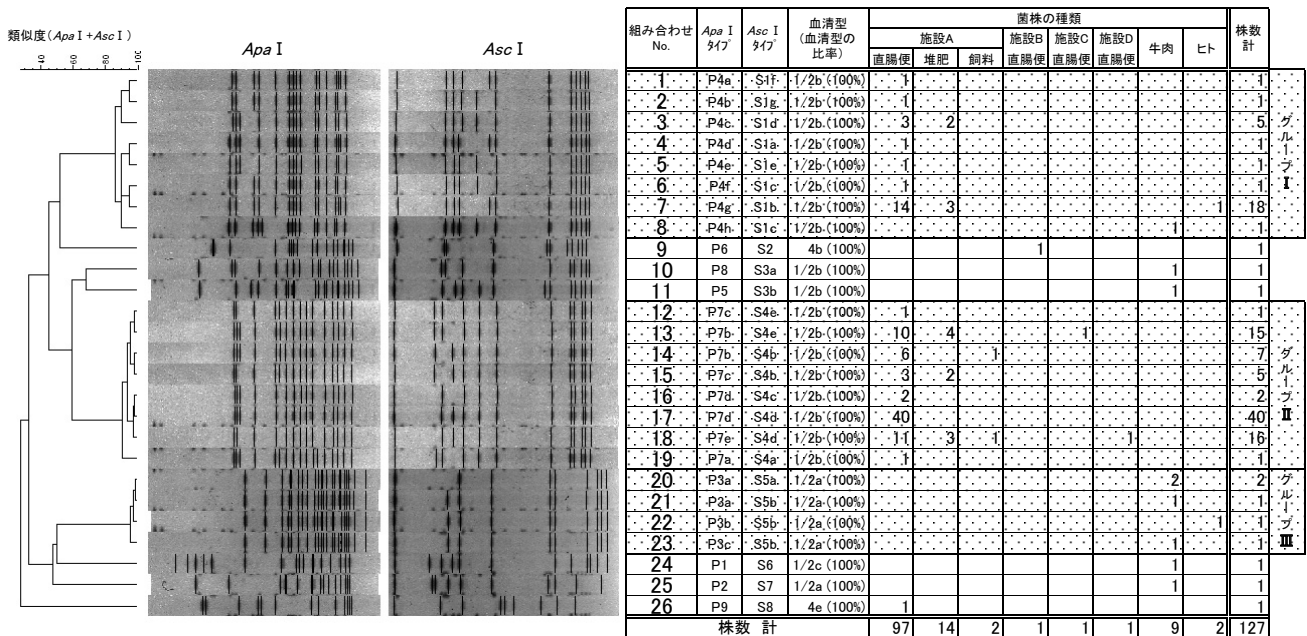 類似度(Apa I+Asc I)
40 60 80 100
Apa I
Asc I
組み合わせ No. Apa I タイプ Asc I タイプ 血清型 (血清型の 比率) 菌株の種類 株数 計
施設A 施設B 施設C 施設D 牛肉 ヒト
直腸便 堆肥 飼料 直腸便 直腸便 直腸便
1 P4a S1f 1/2b (100%) 1 1
2 P4b S1g 1/2b (100%) 1 1
3 P4c S1d 1/2b (100%) 3 2 5
4 P4d S1a 1/2b (100%) 1 1
5 P4e S1e 1/2b (100%) 1 1
6 P4f S1c 1/2b (100%) 1 1
7 P4g S1b 1/2b (100%) 14 3 1 18
8 P4h S1c 1/2b (100%) 1 1
グループI
9 P6 S2 4b (100%) 1 1
10 P8 S3a 1/2b (100%) 1 1
11 P5 S3b 1/2b (100%) 1 1
12 P7c S4e 1/2b (100%) 1 1
13 P7b S4e 1/2b (100%) 10 4 1 15
14 P7b S4b 1/2b (100%) 6 1 7
15 P7c S4b 1/2b (100%) 3 2 5
16 P7d S4c 1/2b (100%) 2 2
17 P7d S4d 1/2b (100%) 40 40
18 P7e S4d 1/2b (100%) 11 3 1 1 16
19 P7a S4a 1/2b (100%) 1 1
グループII
20 P3a S5a 1/2a (100%) 2 2
21 P3a S5b 1/2a (100%) 1 1
22 P3b S5b 1/2a (100%) 1 1
23 P3c S5b 1/2a (100%) 1 1
グループIII
24 P1 S6 1/2c (100%) 1 1
25 P2 S7 1/2a (100%) 1 1
26 P9 S8 4e (100%) 1 1
株数 計 97 14 2 1 1 1 9 2 127